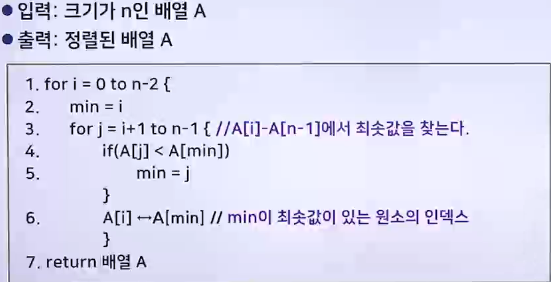 ● 입력: 크기가 n인 배열 A
● 출력: 정렬된 배열 A
1. for i = 0 to n-2 {
2. min = i
3. for j = i+1 to n-1 { //A[i]-A[n-1]에서 최솟값을 찾는다.
4. if(A[j] < A[min])
5. min = j
}
6. A[i] ↔A[min] // min이 최솟값이 있는 원소의 인덱스
}
7. return 배열 A